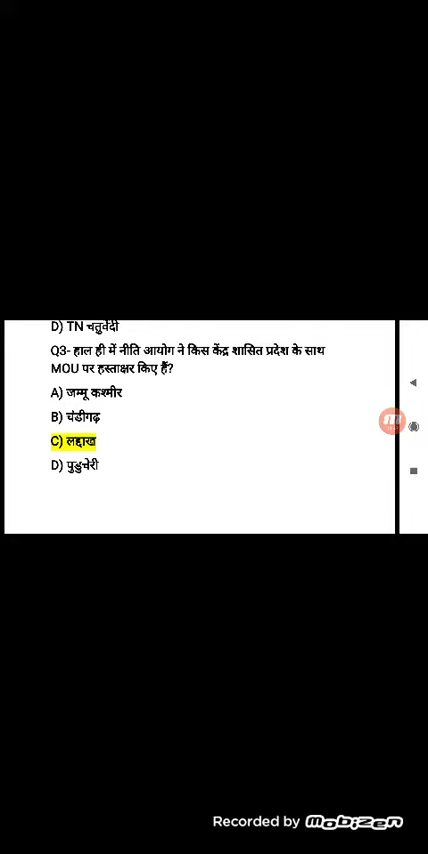 D) TN चतुर्वेदी
Q3- हाल ही में नीति आयोग ने किस केंद्र शासित प्रदेश के साथ
MOU पर हस्ताक्षर किए हैं?
A) जम्मू कश्मीर
B) चंडीगढ़
C) लद्दाख
D) पुडुचेरी
Recorded by mobizen